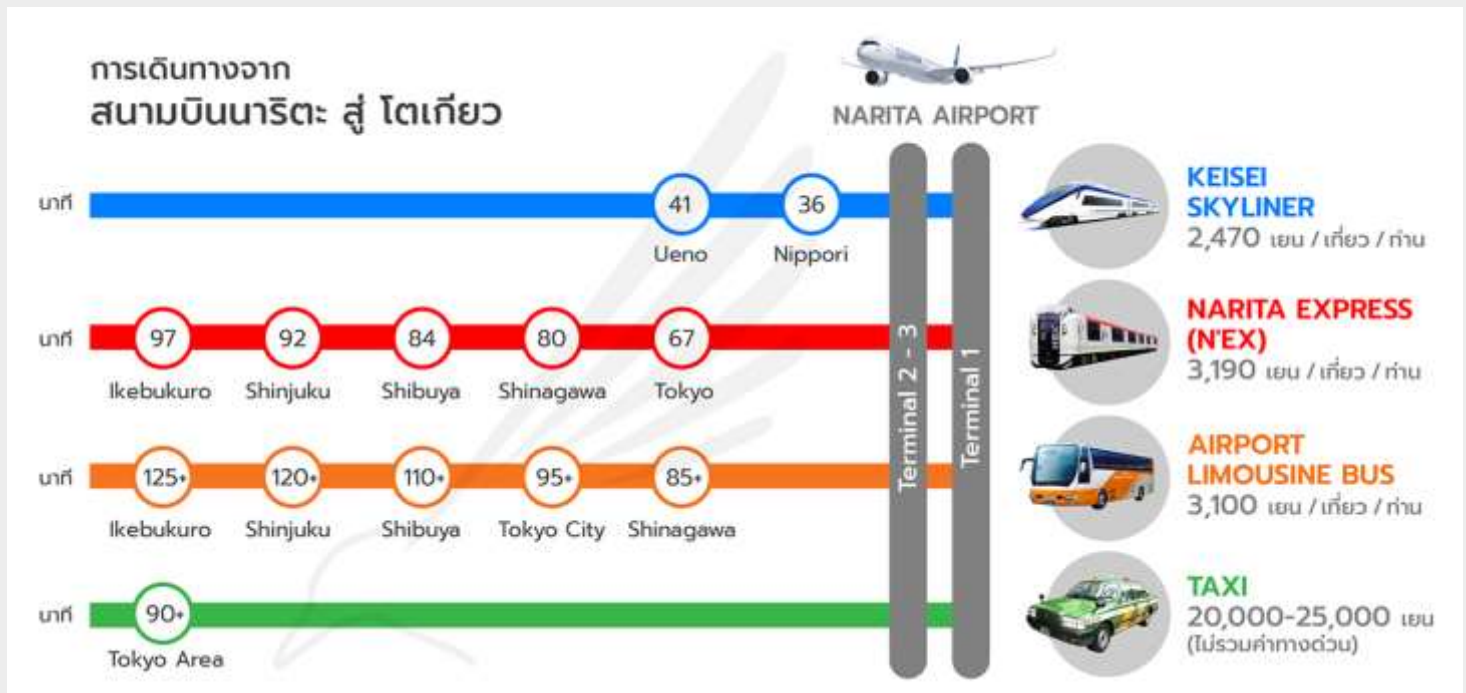 การเดินทางจาก
สนามบินนาริตะ สู่ โตเกียว
NARITA AIRPORT
Terminal 2 - 3
Terminal 1
นาที
41
36
Ueno
Nippori
KEISEI
SKYLINER
2,470 เยน / เที่ยว / ท่าน
นาที
97
92
84
80
67
Ikebukuro
Shinjuku
Shibuya
Shinagawa
Tokyo
NARITA EXPRESS
(N'EX)
3,190 เยน / เที่ยว / ท่าน
นาที
125+
120+
110+
95+
85+
Ikebukuro
Shinjuku
Shibuya
Tokyo City
Shinagawa
AIRPORT
LIMOUSINE BUS
3,100 เยน / เที่ยว / ท่าน
นาที
90+
Tokyo Area
TAXI
20,000-25,000 เยน
(ไม่รวมค่าทางด่วน)